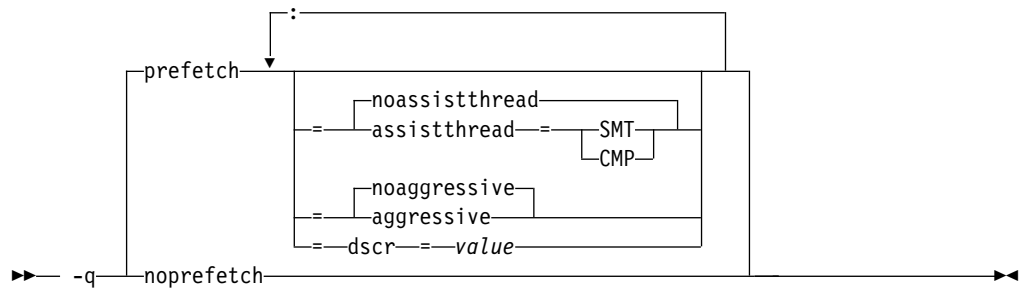 :
prefetch
noassistthread
= assistthread = SMT
CMP
noaggressive
= aggressive
= dscr = value
-q noprefetch